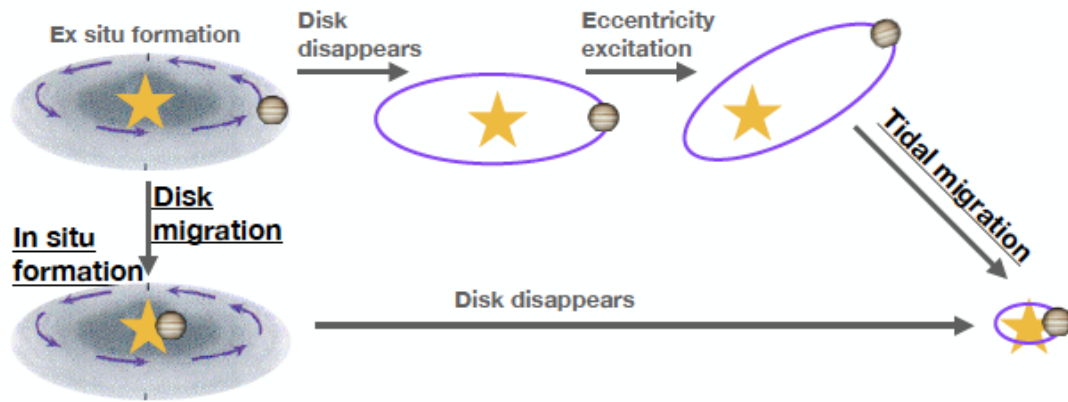 Ex situ formation
Disk
disappears
Eccentricity
excitation
Tidal migration
Disk
migration
In situ
formation
Disk disappears